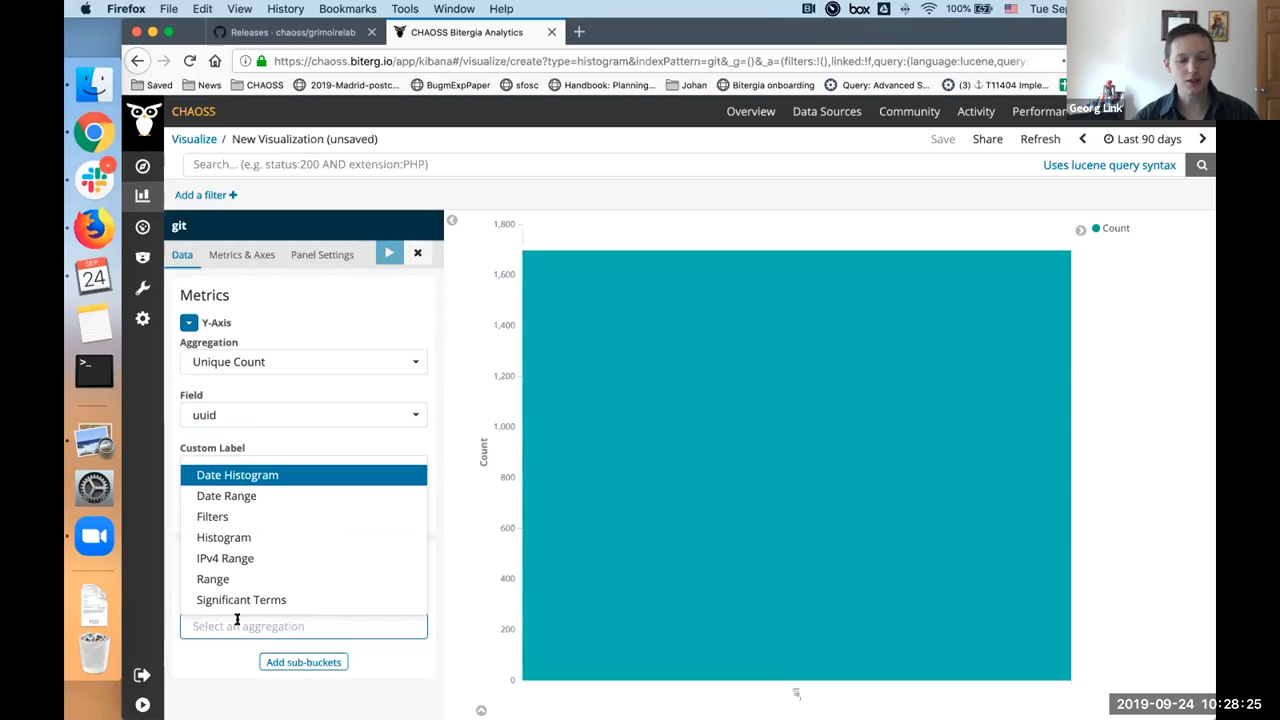 Firefox File Edit View History Bookmarks Tools Window Help
box 100% Tue Sep
Releases · chaoss/grimoirelab
CHAOSS Bitergia Analytics
https://chaoss.biterg.io/app/kibana#/visualize/create?type=histogram&indexPattern=git&_g=()&_a=(filters:!(),linked:!f,query:(language:lucene,query
Saved News CHAOSS 2019-Madrid-postc... BugmExpPaper sfosc Handbook: Planning... Johan Bitergia onboarding Query: Advanced S... (3) T11404 Imple...
Georg Link
CHAOSS
Overview Data Sources Community Activity Performa
Visualize / New Visualization (unsaved)
Save Share Refresh Last 90 days
Search... (e.g. status:200 AND extension:PHP)
Uses lucene query syntax
Add a filter +
git
Data Metrics & Axes Panel Settings
Metrics
Y-Axis
Aggregation
Unique Count
Field
uuid
Custom Label
Date Histogram
Date Range
Filters
Histogram
IPv4 Range
Range
Significant Terms
Select an aggregation
Add sub-buckets
SEP
24
>_
PDF
1,800
1,600
1,400
1,200
1,000
800
600
400
200
0
Count
Count
2019-09-24 10:28:25